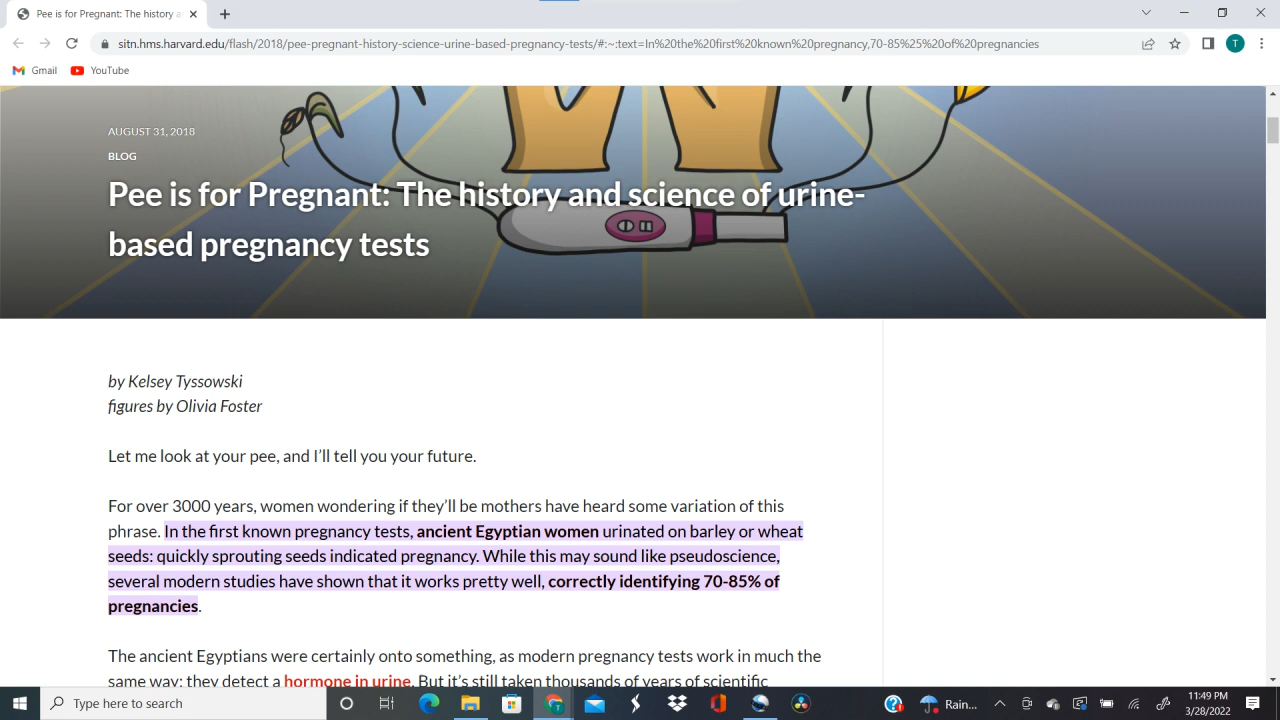 Pee is for Pregnant: The history a
sitn.hms.harvard.edu/flash/2018/pee-pregnant-history-science-urine-based-pregnancy-tests/#:~:text=In%20the%20first%20known%20pregnancy,70-85%25%20of%20pregnancies
T
Gmail
YouTube
AUGUST 31, 2018
BLOG
Pee is for Pregnant: The history and science of urine-
based pregnancy tests
by Kelsey Tyssowski
figures by Olivia Foster
Let me look at your pee, and I’ll tell you your future.
For over 3000 years, women wondering if they’ll be mothers have heard some variation of this
phrase. In the first known pregnancy tests, ancient Egyptian women urinated on barley or wheat
seeds: quickly sprouting seeds indicated pregnancy. While this may sound like pseudoscience,
several modern studies have shown that it works pretty well, correctly identifying 70-85% of
pregnancies.
The ancient Egyptians were certainly onto something, as modern pregnancy tests work in much the
same way: they detect a hormone in urine. But it’s still taken thousands of years of scientific
Type here to search
Rain...
11:49 PM
3/28/2022